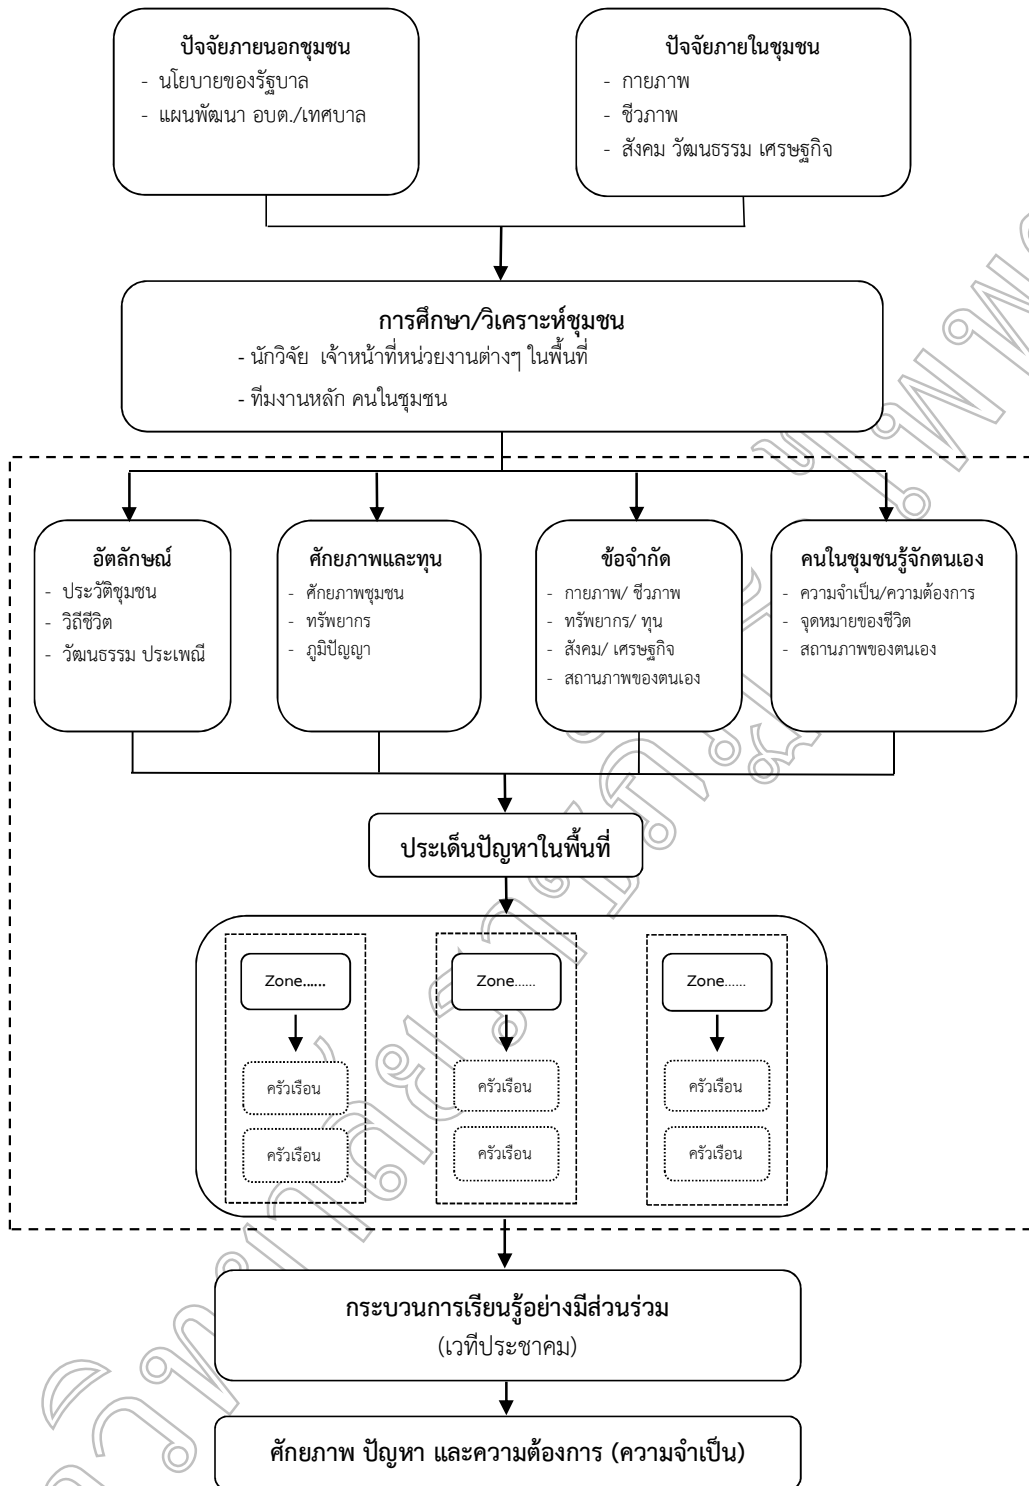 ปัจจัยภายนอกชุมชน
- นโยบายของรัฐบาล
- แผนพัฒนา อบต./เทศบาล
ปัจจัยภายในชุมชน
- กายภาพ
- ชีวภาพ
- สังคม วัฒนธรรม เศรษฐกิจ
การศึกษา/วิเคราะห์ชุมชน
- นักวิจัย เจ้าหน้าที่หน่วยงานต่างๆ ในพื้นที่
- ทีมงานหลัก คนในชุมชน
อัตลักษณ์
- ประวัติชุมชน
- วิถีชีวิต
- วัฒนธรรม ประเพณี
ศักยภาพและทุน
- ศักยภาพชุมชน
- ทรัพยากร
- ภูมิปัญญา
ข้อจำกัด
- กายภาพ/ ชีวภาพ
- ทรัพยากร/ ทุน
- สังคม/ เศรษฐกิจ
- สถานภาพของตนเอง
คนในชุมชนรู้จักตนเอง
- ความจำเป็น/ความต้องการ
- จุดหมายของชีวิต
- สถานภาพของตนเอง
ประเด็นปัญหาในพื้นที่
Zone......
ครัวเรือน
ครัวเรือน
Zone......
ครัวเรือน
ครัวเรือน
Zone......
ครัวเรือน
ครัวเรือน
กระบวนการเรียนรู้อย่างมีส่วนร่วม
(เวทีประชาคม)
ศักยภาพ ปัญหา และความต้องการ (ความจำเป็น)